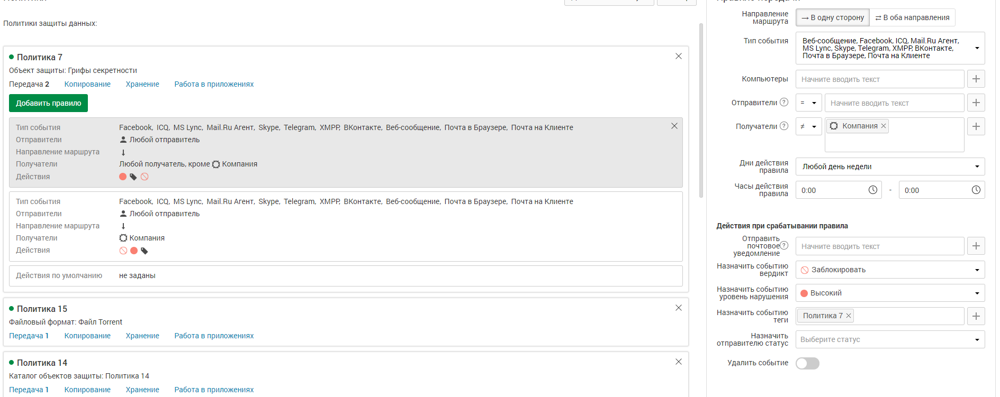 Политики защиты данных:
Политика 7
Объект защиты: Грифы секретности
Передача 2 Копирование Хранение Работа в приложениях
Добавить правило
Тип события Facebook, ICQ, MS Lync, Mail.Ru Агент, Skype, Telegram, XMPP, ВКонтакте, Веб-сообщение, Почта в Браузере, Почта на Клиенте
Отправители Любой отправитель
Направление маршрута ↓
Получатели Любой получатель, кроме Компания
Действия
Тип события Facebook, ICQ, MS Lync, Mail.Ru Агент, Skype, Telegram, XMPP, ВКонтакте, Веб-сообщение, Почта в Браузере, Почта на Клиенте
Отправители Любой отправитель
Направление маршрута ↓
Получатели Компания
Действия
Действия по умолчанию не заданы
Политика 15
Файловый формат: Файл Torrent
Передача 1 Копирование Хранение Работа в приложениях
Политика 14
Каталог объектов защиты: Политика 14
Передача 1 Копирование Хранение Работа в приложениях
Направление
маршрута
→ В одну сторону ⇄ В оба направления
Тип события
Веб-сообщение, Facebook, ICQ, Mail.Ru Агент,
MS Lync, Skype, Telegram, XMPP, ВКонтакте,
Почта в Браузере, Почта на Клиенте
Компьютеры Начните вводить текст
Отправители ? = Начните вводить текст
Получатели ? ≠ Компания ×
Дни действия
правила
Любой день недели
Часы действия
правила
0:00 - 0:00
Действия при срабатывании правила
Отправить
почтовое ?
уведомление
Начните вводить текст
Назначить событию
вердикт
Заблокировать
Назначить событию
уровень нарушения
Высокий
Назначить событию
теги
Политика 7 ×
Назначить
отправителю статус
Выберите статус
Удалить событие